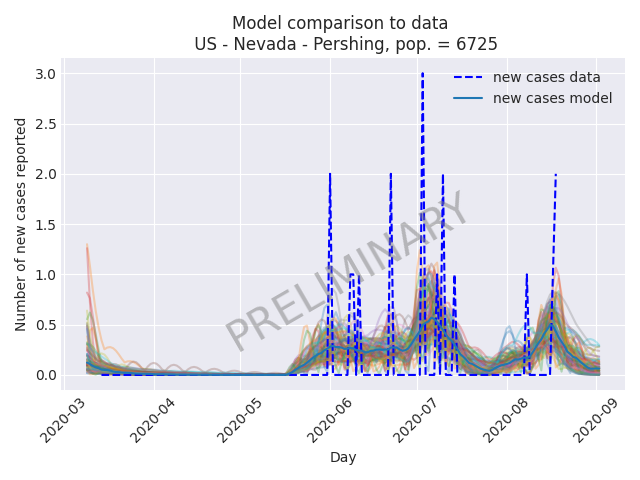 Model comparison to data
US - Nevada - Pershing, pop. = 6725
new cases data
new cases model
Number of new cases reported
3.0
2.5
2.0
1.5
1.0
0.5
0.0
PRELIMINARY
2020-03
2020-04
2020-05
2020-06
2020-07
2020-08
2020-09
Day